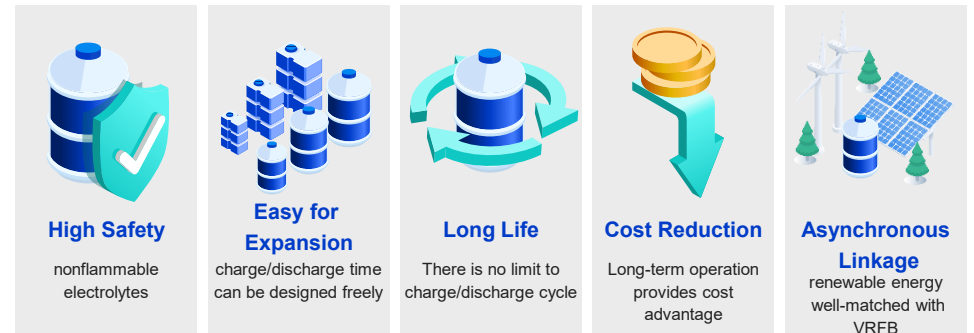 High Safety
nonflammable
electrolytes
Easy for
Expansion
charge/discharge time
can be designed freely
Long Life
There is no limit to
charge/discharge cycle
Cost Reduction
Long-term operation
provides cost
advantage
Asynchronous
Linkage
renewable energy
well-matched with
VRFB